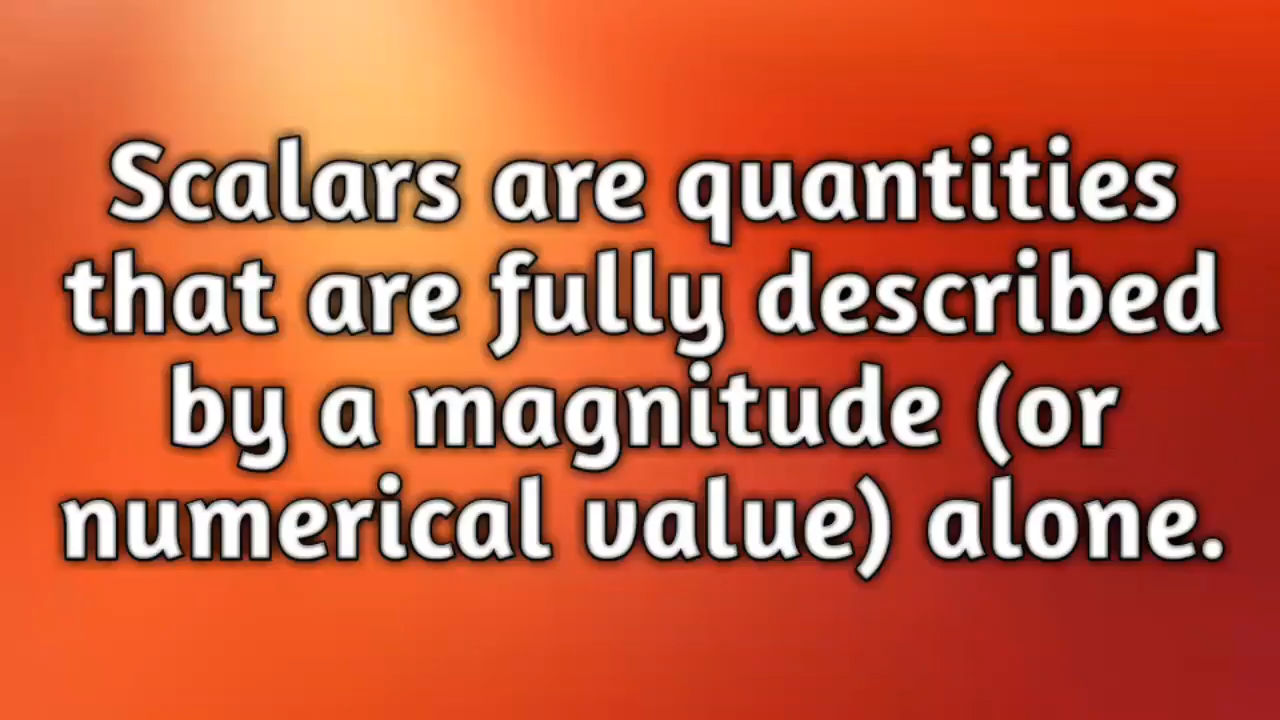 Scalars are quantities
that are fully described
by a magnitude (or
numerical value) alone.